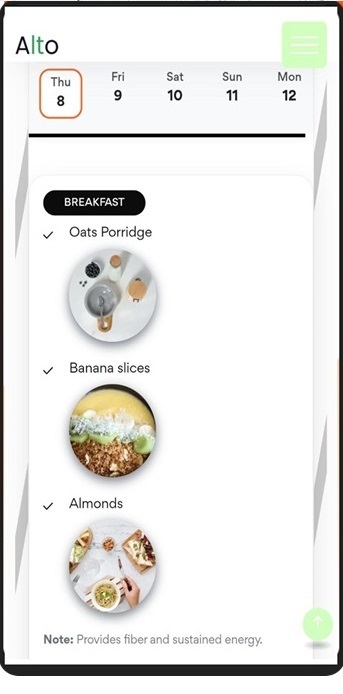 Alto
Thu Fri Sat Sun Mon
8 9 10 11 12
BREAKFAST
Oats Porridge
Banana slices
Almonds
Note: Provides fiber and sustained energy.